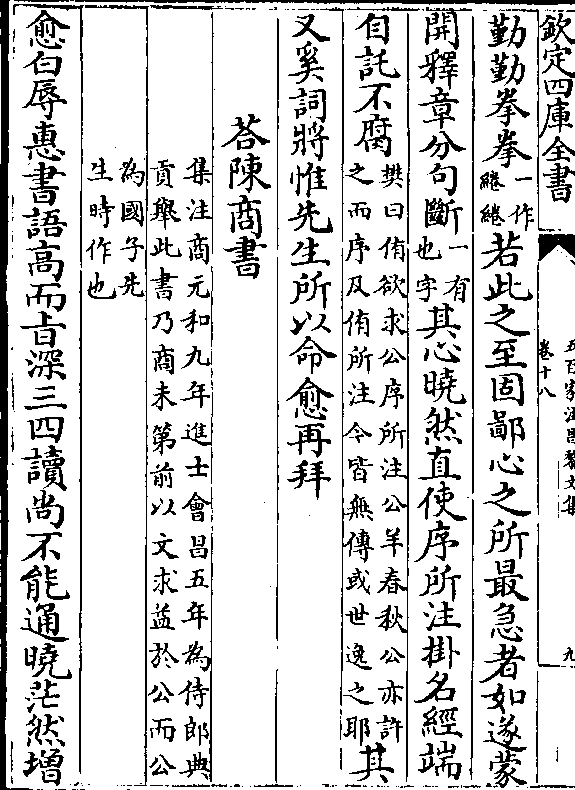 欽定四庫全書
五百家注昌黎文集
卷十八
九
勤勤拳拳一作綣綣若此之至固鄙心之所最急者如遂蒙
開釋章分句斷一有也字其心曉然直使序所注掛名經端
自託不腐樊曰侑欲求公序所注公羊春秋公亦許之而序及侑所注今皆無傳或世逸之耶其
又奚詞將惟先生所以命愈再拜
荅陳商書
集注商元和九年進士會昌五年為侍郎典
貢舉此書乃商未第前以文求益於公而公
為國子先
生時作也
愈白辱惠書語高而旨深三四讀尚不能通曉茫然增